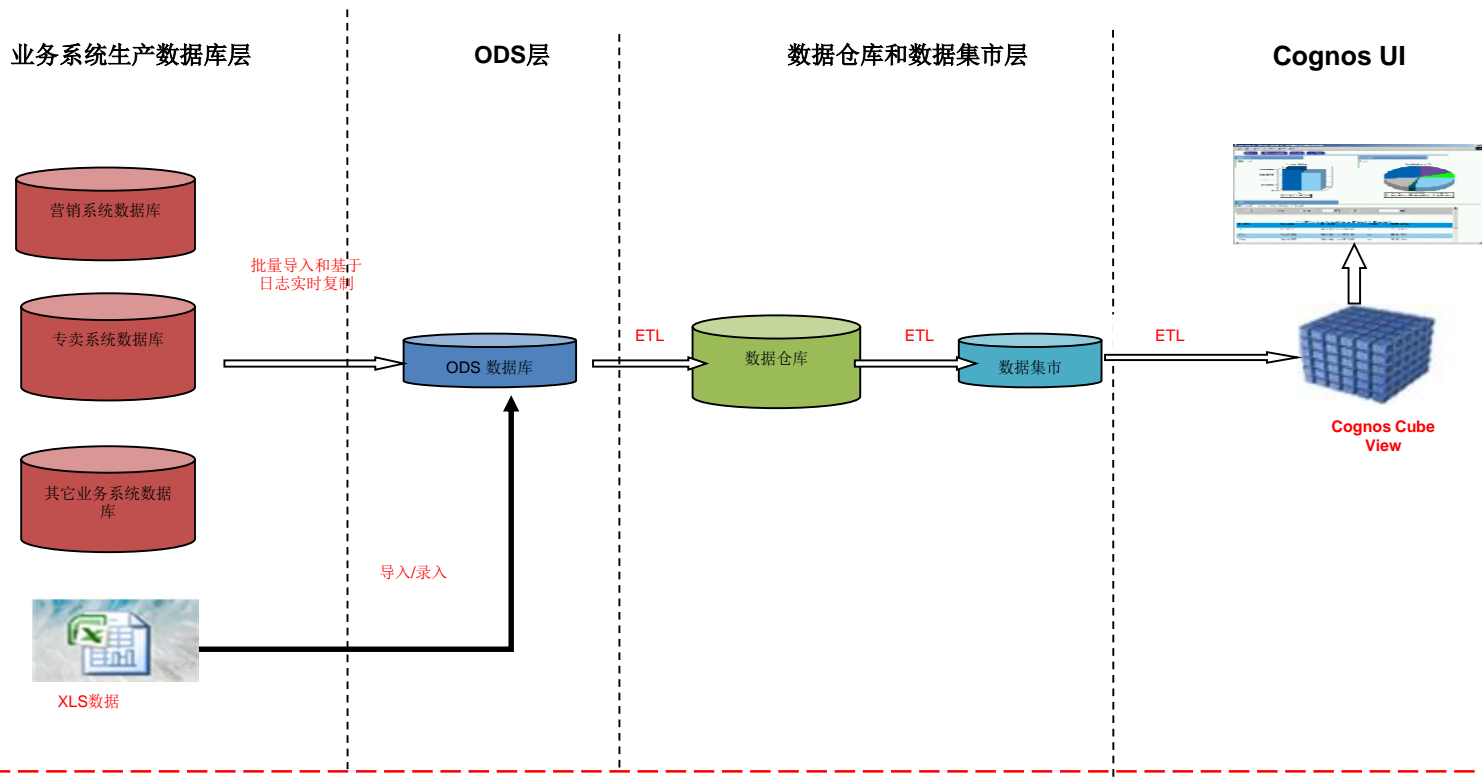 业务系统生产数据库层
ODS层
数据仓库和数据集市层
Cognos UI
营销系统数据库
批量导入和基于
日志实时复制
专卖系统数据库
ODS 数据库
ETL
数据仓库
ETL
数据集市
ETL
Cognos Cube
View
其它业务系统数据
库
导入/录入
XLS数据